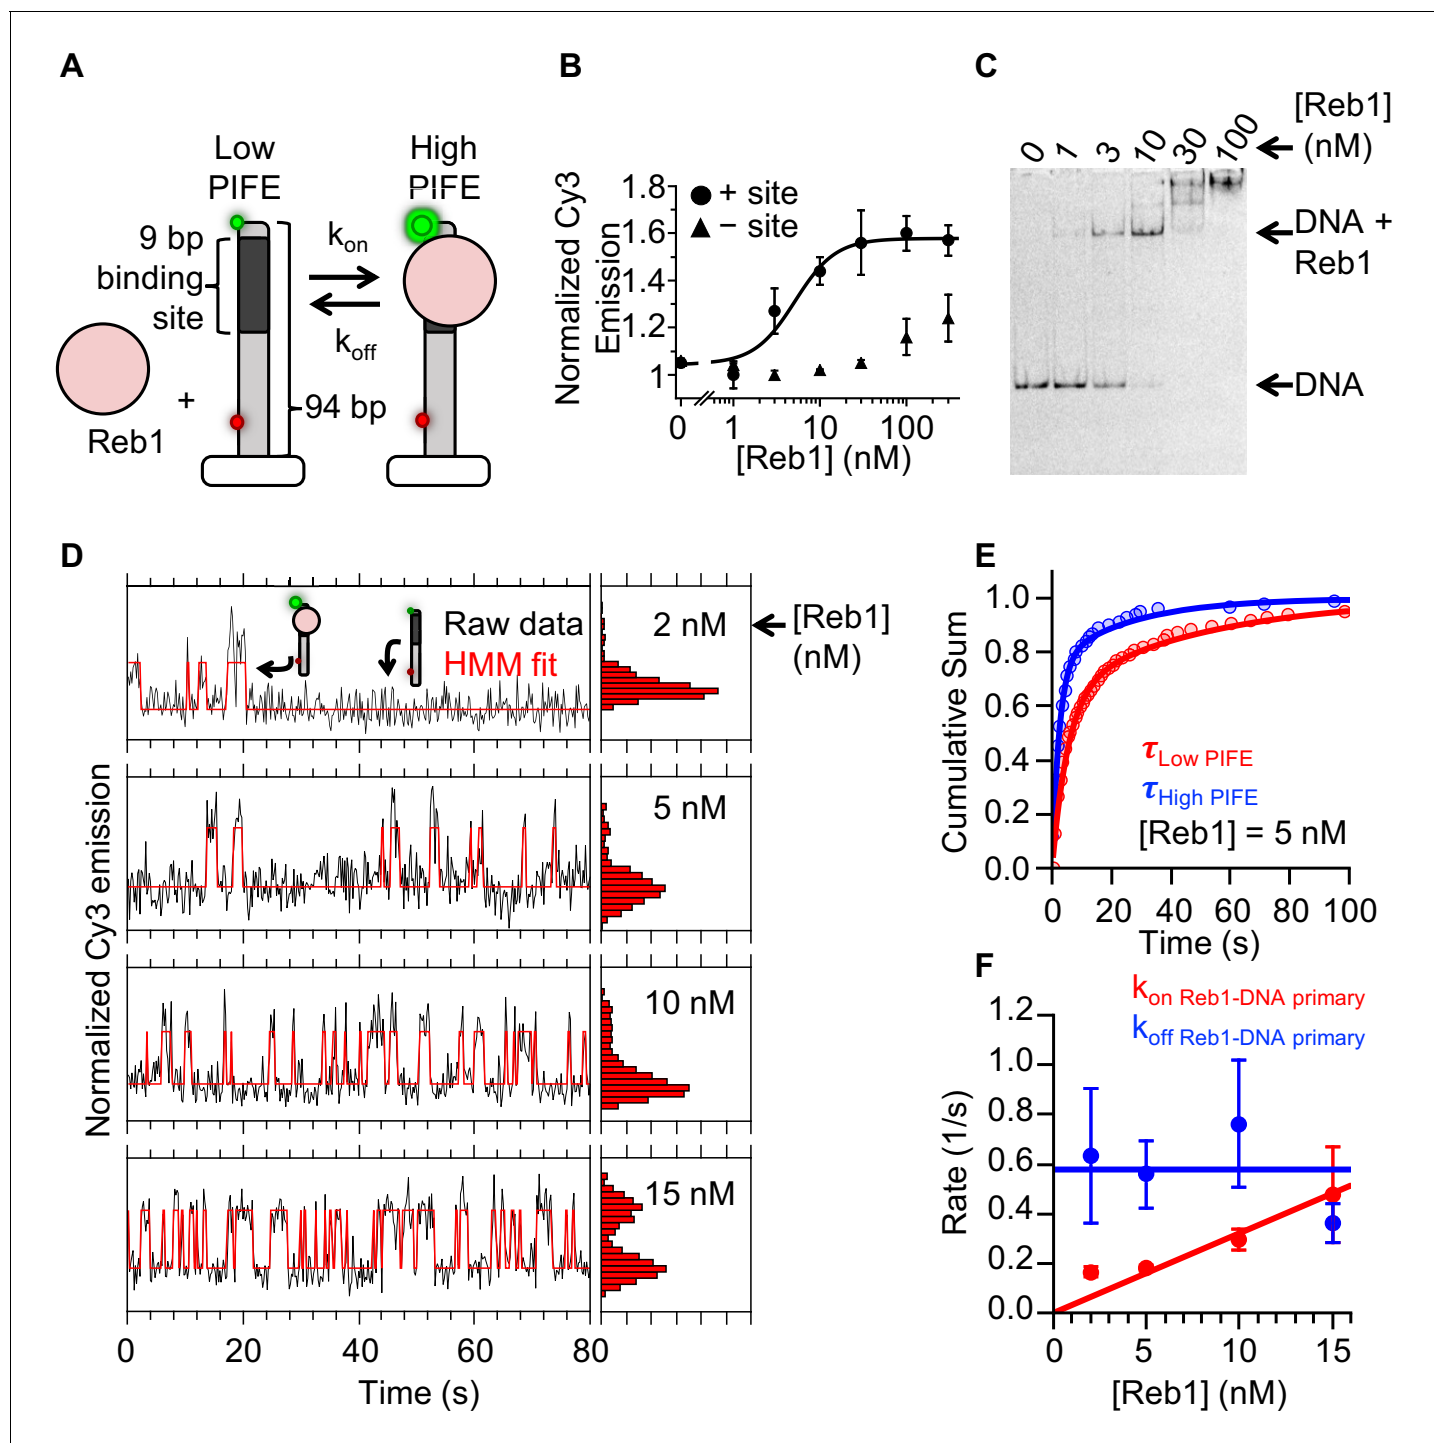 A
Low
PIFE
High
PIFE
9 bp
binding
site
kon
koff
Reb1
+
94 bp
B
Normalized Cy3
Emission
1.8
1.6
1.4
1.2
1
+ site
− site
0
1
10
100
[Reb1] (nM)
C
0
1
3
10
30
100
[Reb1]
(nM)
DNA +
Reb1
DNA
D
Normalized Cy3 emission
Raw data
HMM fit
2 nM
[Reb1]
(nM)
5 nM
10 nM
15 nM
0
20
40
60
80
Time (s)
E
Cumulative Sum
1.0
0.8
0.6
0.4
0.2
0.0
τLow PIFE
τHigh PIFE
[Reb1] = 5 nM
0
20
40
60
80
100
Time (s)
F
kon Reb1-DNA primary
koff Reb1-DNA primary
Rate (1/s)
1.2
1.0
0.8
0.6
0.4
0.2
0.0
0
5
10
15
[Reb1] (nM)